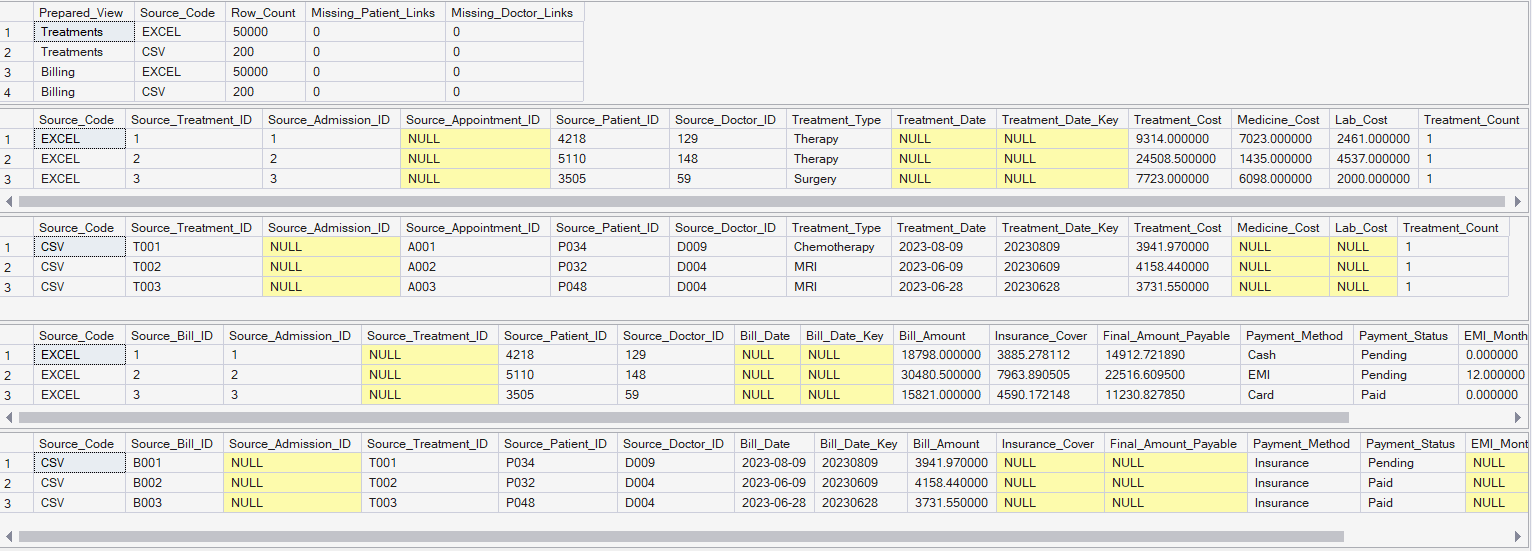 Prepared_View Source_Code Row_Count Missing_Patient_Links Missing_Doctor_Links
1 Treatments EXCEL 50000 0 0
2 Treatments CSV 200 0 0
3 Billing EXCEL 50000 0 0
4 Billing CSV 200 0 0
Source_Code Source_Treatment_ID Source_Admission_ID Source_Appointment_ID Source_Patient_ID Source_Doctor_ID Treatment_Type Treatment_Date Treatment_Date_Key Treatment_Cost Medicine_Cost Lab_Cost Treatment_Count
1 EXCEL 1 1 NULL 4218 129 Therapy NULL NULL 9314.000000 7023.000000 2461.000000 1
2 EXCEL 2 2 NULL 5110 148 Therapy NULL NULL 24508.500000 1435.000000 4537.000000 1
3 EXCEL 3 3 NULL 3505 59 Surgery NULL NULL 7723.000000 6098.000000 2000.000000 1
Source_Code Source_Treatment_ID Source_Admission_ID Source_Appointment_ID Source_Patient_ID Source_Doctor_ID Treatment_Type Treatment_Date Treatment_Date_Key Treatment_Cost Medicine_Cost Lab_Cost Treatment_Count
1 CSV T001 NULL A001 P034 D009 Chemotherapy 2023-08-09 20230809 3941.970000 NULL NULL 1
2 CSV T002 NULL A002 P032 D004 MRI 2023-06-09 20230609 4158.440000 NULL NULL 1
3 CSV T003 NULL A003 P048 D004 MRI 2023-06-28 20230628 3731.550000 NULL NULL 1
Source_Code Source_Bill_ID Source_Admission_ID Source_Treatment_ID Source_Patient_ID Source_Doctor_ID Bill_Date Bill_Date_Key Bill_Amount Insurance_Cover Final_Amount_Payable Payment_Method Payment_Status EMI_Month
1 EXCEL 1 1 NULL 4218 129 NULL NULL 18798.000000 3885.278112 14912.721890 Cash Pending 0.000000
2 EXCEL 2 2 NULL 5110 148 NULL NULL 30480.500000 7963.890505 22516.609500 EMI Pending 12.000000
3 EXCEL 3 3 NULL 3505 59 NULL NULL 15821.000000 4590.172148 11230.827850 Card Paid 0.000000
Source_Code Source_Bill_ID Source_Admission_ID Source_Treatment_ID Source_Patient_ID Source_Doctor_ID Bill_Date Bill_Date_Key Bill_Amount Insurance_Cover Final_Amount_Payable Payment_Method Payment_Status EMI_Mont
1 CSV B001 NULL T001 P034 D009 2023-08-09 20230809 3941.970000 NULL NULL Insurance Pending NULL
2 CSV B002 NULL T002 P032 D004 2023-06-09 20230609 4158.440000 NULL NULL Insurance Paid NULL
3 CSV B003 NULL T003 P048 D004 2023-06-28 20230628 3731.550000 NULL NULL Insurance Paid NULL